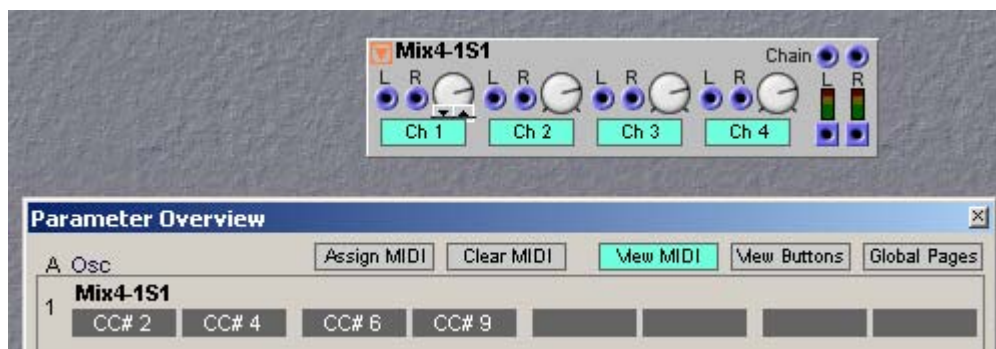 Mix4-1S1 Chain
L R L R L R L R L R
Ch 1 Ch 2 Ch 3 Ch 4
Parameter Overview
A Osc Assign MIDI Clear MIDI View MIDI View Buttons Global Pages
Mix4-1S1
1
CC# 2 CC# 4 CC# 6 CC# 9